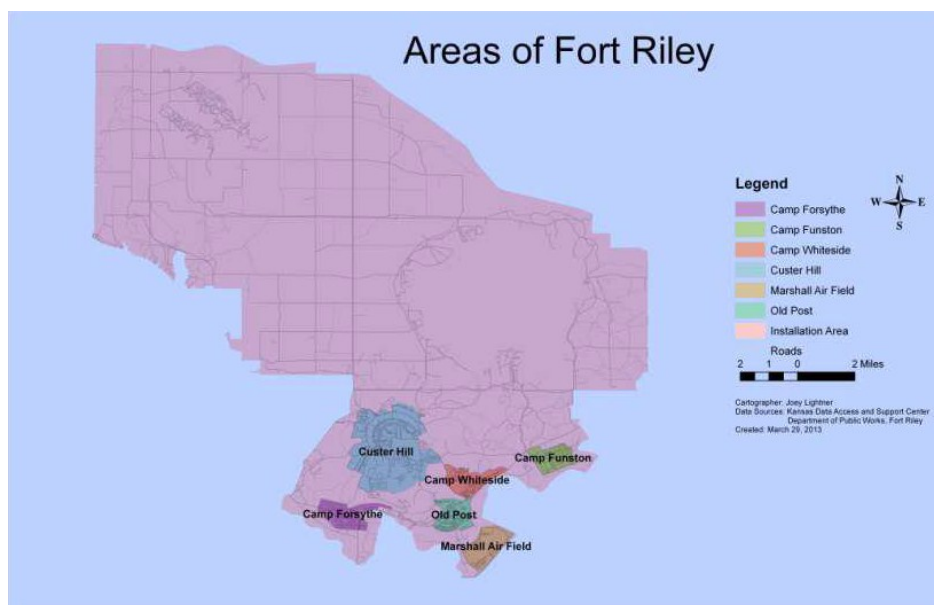 Areas of Fort Riley
Legend
Camp Forsythe
Camp Funston
Camp Whiteside
Custer Hill
Marshall Air Field
Old Post
Installation Area
Roads
2 1 0 2 Miles
N
W E
S
Cartographer: Joey Lightner
Data Sources: Kansas Data Access and Support Center
Department of Public Works, Fort Riley
Created: March 29, 2013
Custer Hill
Camp Funston
Camp Whiteside
Camp Forsythe
Old Post
Marshall Air Field